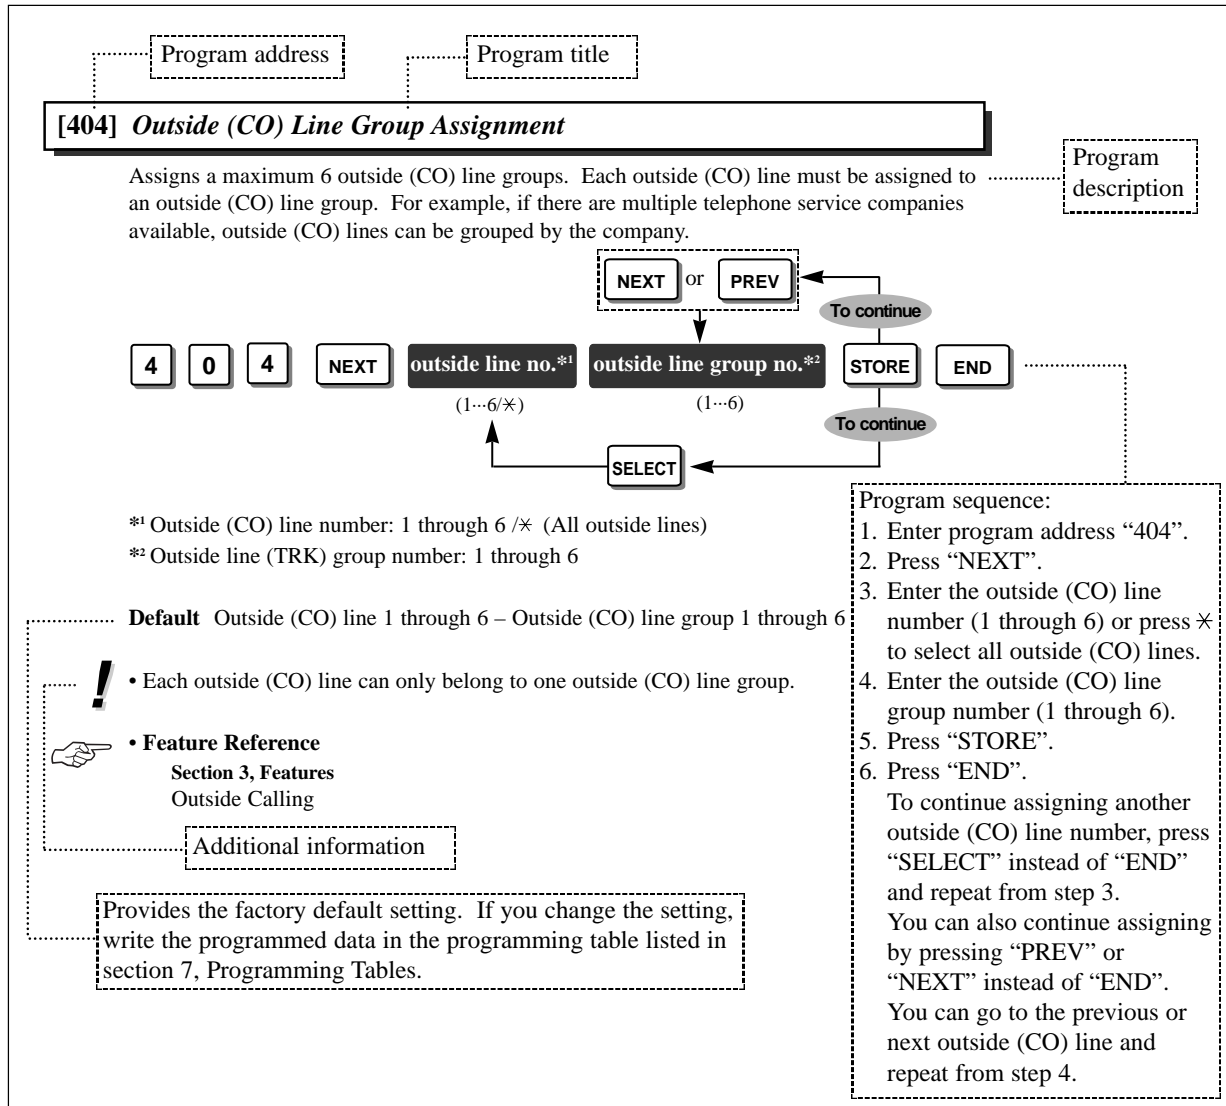 Program address
Program title
[404] Outside (CO) Line Group Assignment
Program
description
Assigns a maximum 6 outside (CO) line groups. Each outside (CO) line must be assigned to
an outside (CO) line group. For example, if there are multiple telephone service companies
available, outside (CO) lines can be grouped by the company.
NEXT or PREV
To continue
4 0 4 NEXT outside line no.*1 outside line group no.*2 STORE END
(1···6/✳) (1···6)
To continue
SELECT
*1 Outside (CO) line number: 1 through 6 /✳ (All outside lines)
*2 Outside line (TRK) group number: 1 through 6
Default Outside (CO) line 1 through 6 – Outside (CO) line group 1 through 6
! • Each outside (CO) line can only belong to one outside (CO) line group.
• Feature Reference
Section 3, Features
Outside Calling
Additional information
Provides the factory default setting. If you change the setting,
write the programmed data in the programming table listed in
section 7, Programming Tables.
Program sequence:
1. Enter program address “404”.
2. Press “NEXT”.
3. Enter the outside (CO) line
number (1 through 6) or press ✳
to select all outside (CO) lines.
4. Enter the outside (CO) line
group number (1 through 6).
5. Press “STORE”.
6. Press “END”.
To continue assigning another
outside (CO) line number, press
“SELECT” instead of “END”
and repeat from step 3.
You can also continue assigning
by pressing “PREV” or
“NEXT” instead of “END”.
You can go to the previous or
next outside (CO) line and
repeat from step 4.